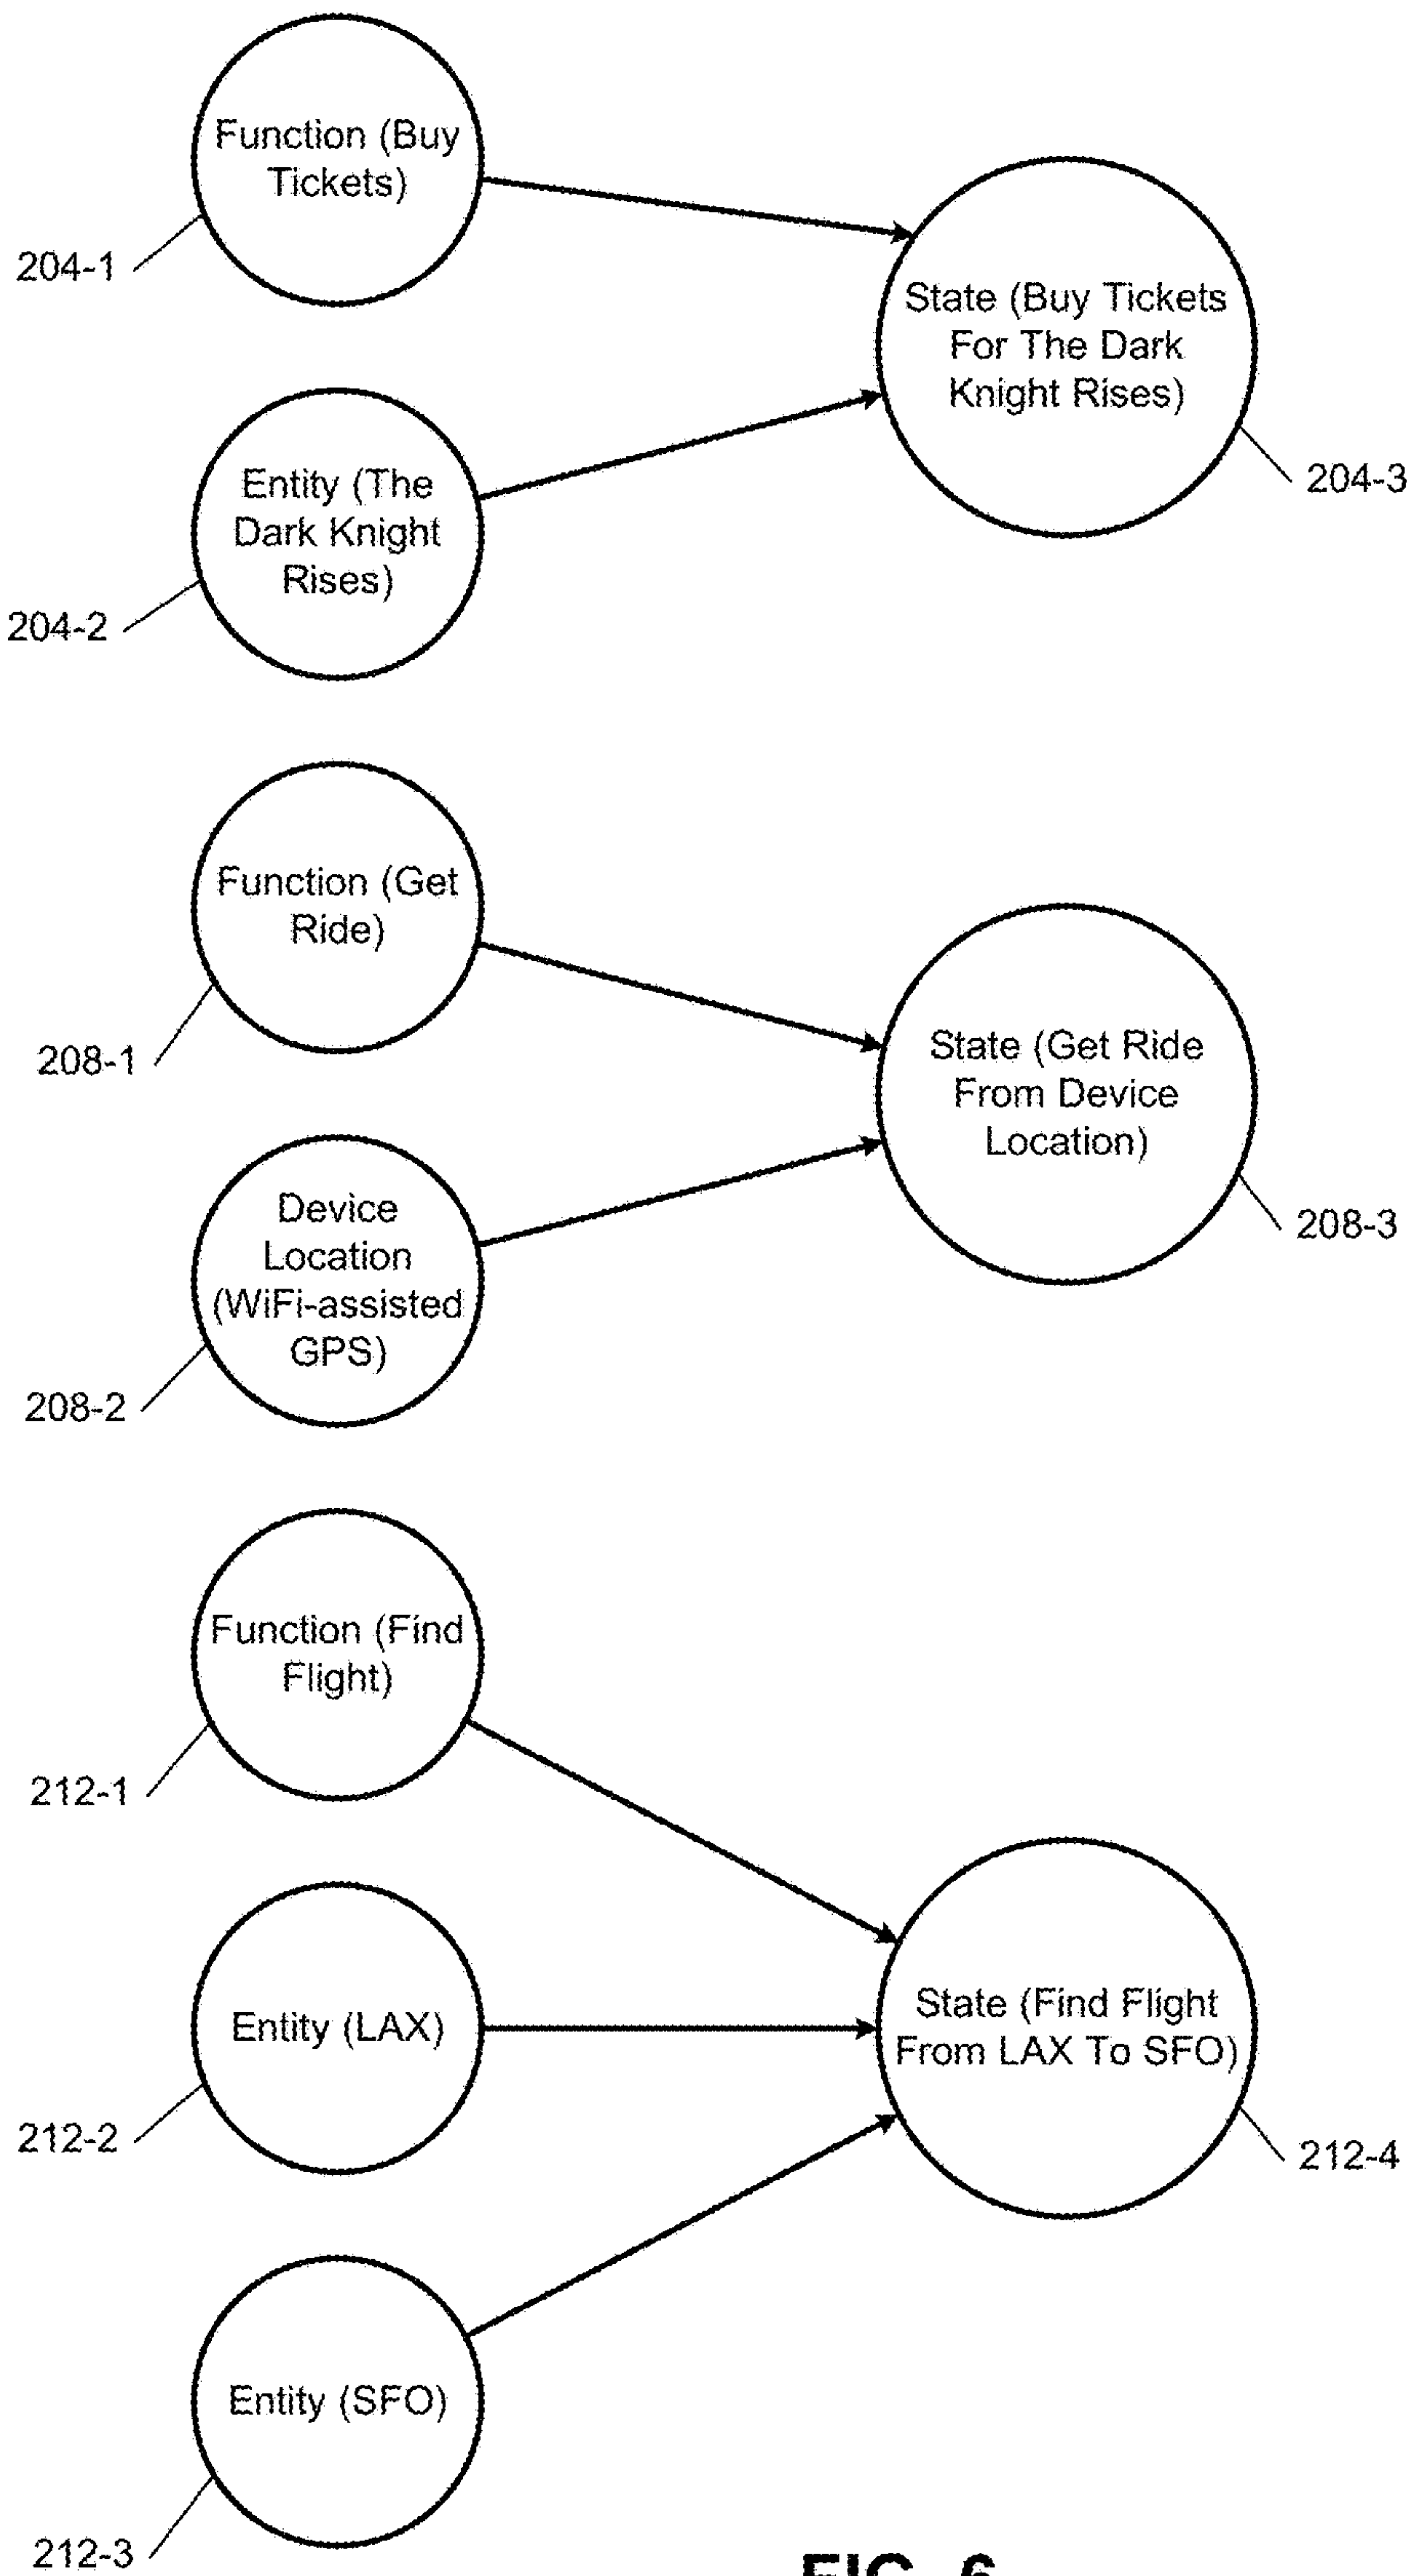 Function (Buy
Tickets)
204-1
State (Buy Tickets
For The Dark
Knight Rises)
204-3
Entity (The
Dark Knight
Rises)
204-2
Function (Get
Ride)
208-1
State (Get Ride
From Device
Location)
208-3
Device
Location
(WiFi-assisted
GPS)
208-2
Function (Find
Flight)
212-1
Entity (LAX)
212-2
State (Find Flight
From LAX To SFO)
212-4
Entity (SFO)
212-3
FIG. 6